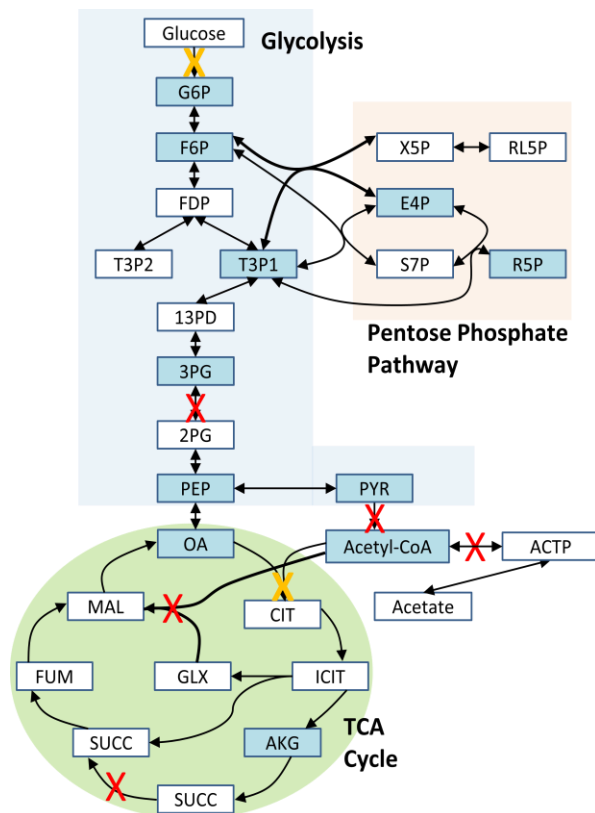 Glucose
Glycolysis
G6P
F6P
X5P
RL5P
FDP
E4P
T3P2
T3P1
S7P
R5P
13PD
Pentose Phosphate
Pathway
3PG
2PG
PEP
PYR
OA
Acetyl-CoA
ACTP
MAL
CIT
Acetate
FUM
GLX
ICIT
SUCC
AKG
TCA
Cycle
SUCC